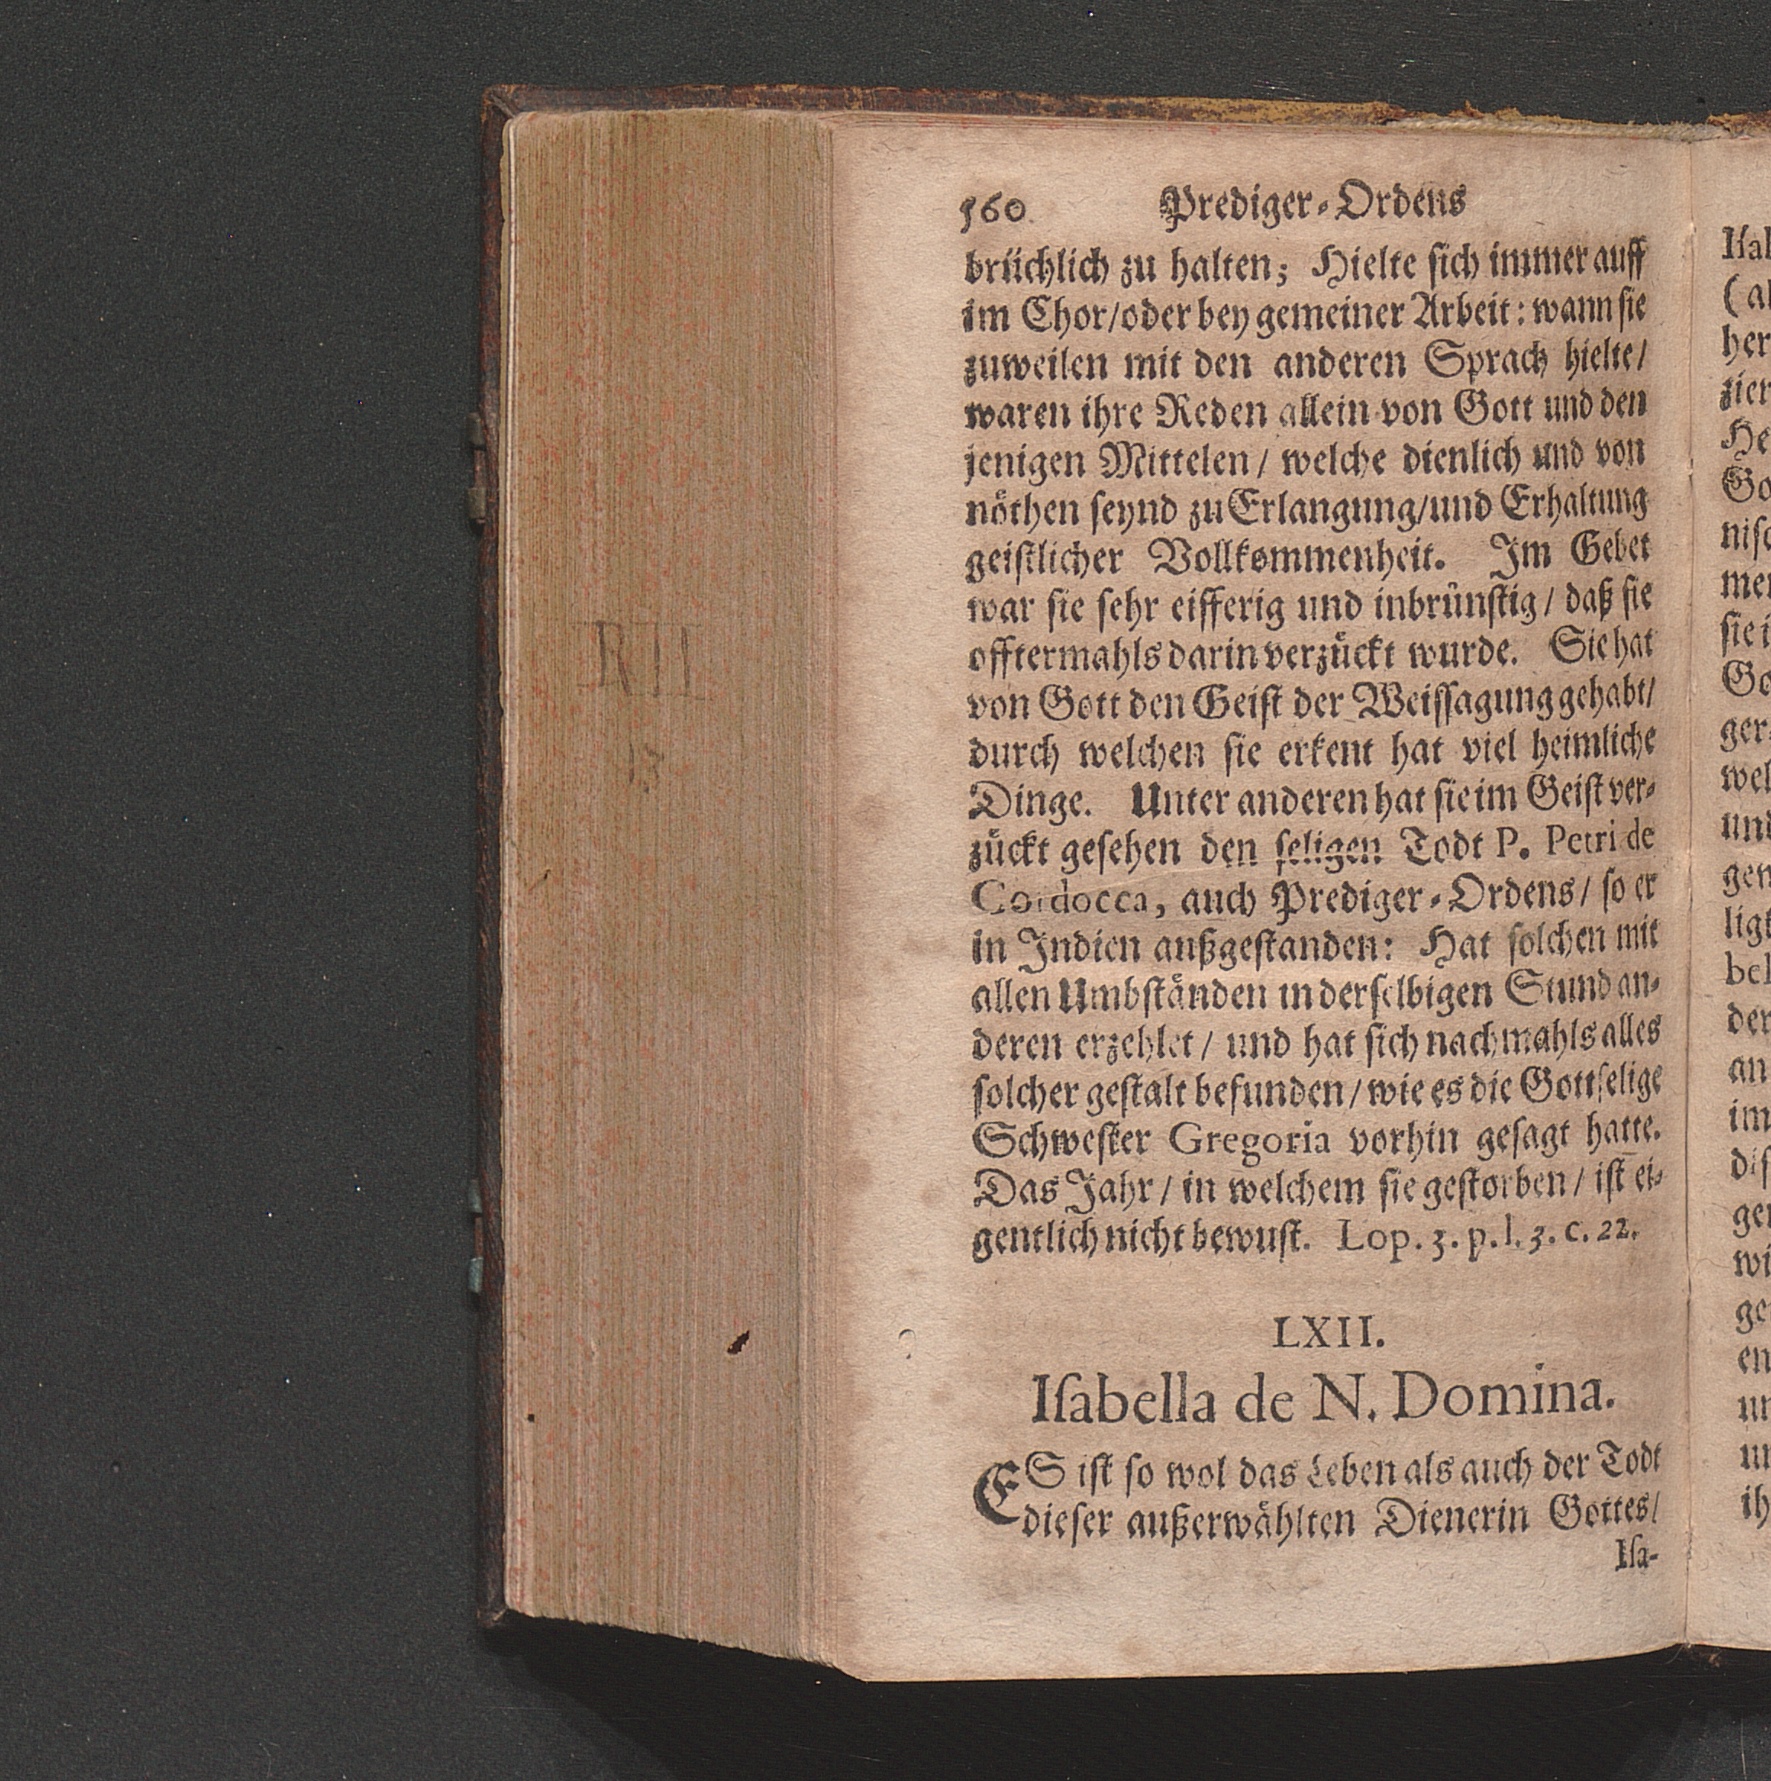 560 Prediger-Ordens
brüchlich zu halten; Hielte ſich immer auff
im Chor/oder bey gemeiner Arbeit: wann ſie
zuweilen mit den anderen Sprach hielte/
waren ihre Reden allein von Gott und den
jenigen Mittelen/ welche dienlich und von
nöthen ſeynd zu Erlangung/und Erhaltung
geiſtlicher Vollkommenheit. Im Gebet
war ſie ſehr eifferig und inbrünſtig/ daß ſie
offtermahls darin verzückt wurde. Sie hat
von Gott den Geiſt der Weiſſagung gehabt/
durch welchen ſie erkent hat viel heimliche
Dinge. Unter anderen hat ſie im Geiſt ver-
zückt geſehen den ſeligen Todt P. Petri de
Cordocca, auch Prediger-Ordens/ ſo er
in Indien außgeſtanden: Hat ſolchen mit
allen Umbſtänden in derſelbigen Stund an-
deren erzehlet/ und hat ſich nachmahls alles
ſolcher geſtalt befunden/wie es die Gottſelige
Schweſter Gregoria vorhin geſagt hatte.
Das Jahr/ in welchem ſie geſtorben/ iſt ei-
gentlich nicht bewuſt. Lop. 3. p. l. 3. c. 22.
LXII.
Iſabella de N. Domina.
ES iſt ſo wol das Leben als auch der Todt
dieſer außerwählten Dienerin Gottes/
Iſa-
RII
13